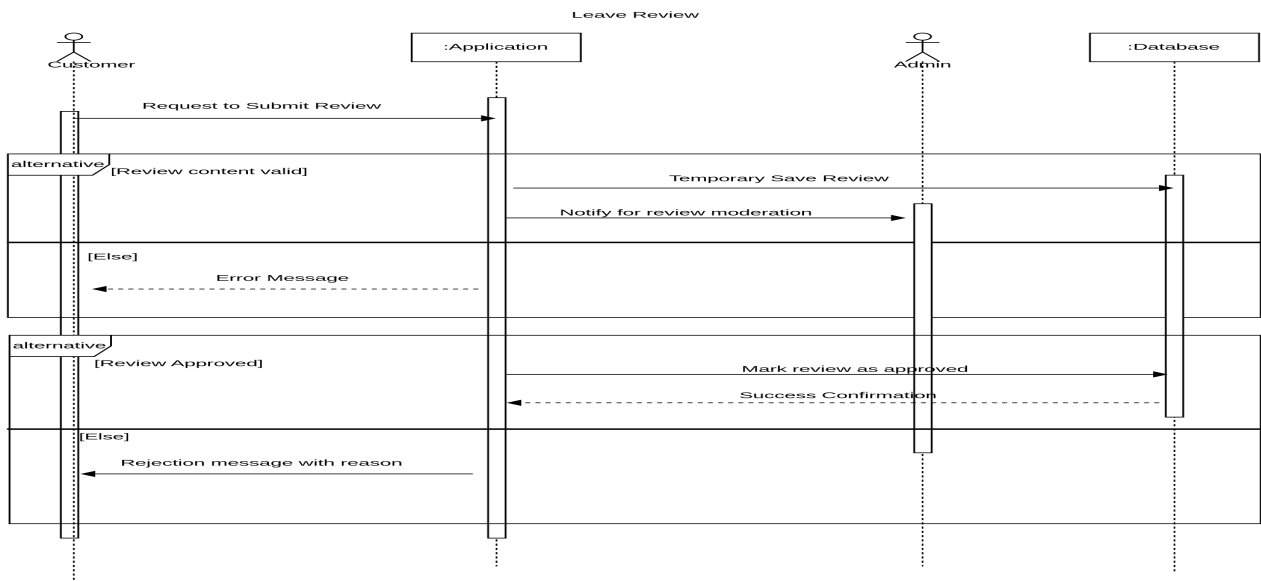 Leave Review
Customer
:Application
Admin
:Database
Request to Submit Review
alternative
[Review content valid]
Temporary Save Review
Notify for review moderation
[Else]
Error Message
alternative
[Review Approved]
Mark review as approved
Success Confirmation
[Else]
Rejection message with reason